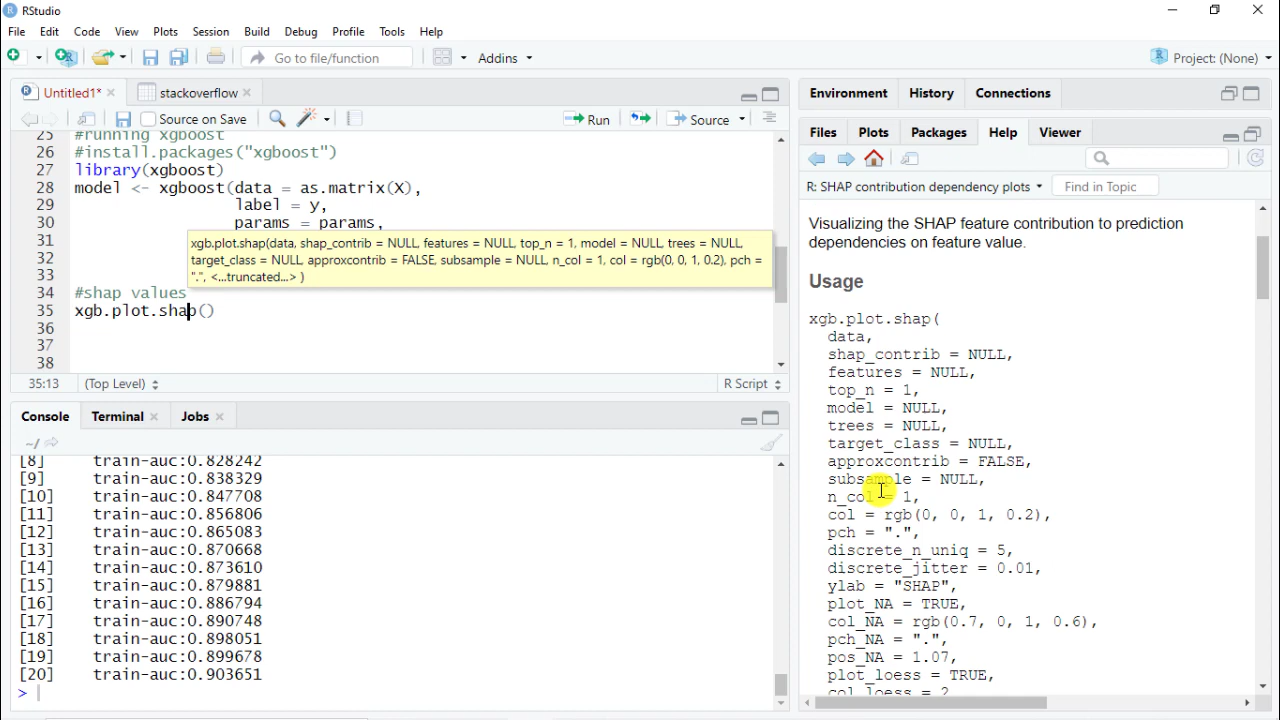 RStudio
File Edit Code View Plots Session Build Debug Profile Tools Help
Go to file/function Addins Project: (None)
Untitled1* stackoverflow
Source on Save Run Source
25 #running xgboost
26 #install.packages("xgboost")
27 library(xgboost)
28 model <- xgboost(data = as.matrix(X),
29 label = y,
30 params = params,
31
32
33
xgb.plot.shap(data, shap_contrib = NULL, features = NULL, top_n = 1, model = NULL, trees = NULL,
target_class = NULL, approxcontrib = FALSE, subsample = NULL, n_col = 1, col = rgb(0, 0, 1, 0.2), pch =
".", <...truncated...> )
34 #shap values
35 xgb.plot.shap()
36
37
38
35:13 (Top Level) R Script
Console Terminal Jobs
~/
[8] train-auc:0.828242
[9] train-auc:0.838329
[10] train-auc:0.847708
[11] train-auc:0.856806
[12] train-auc:0.865083
[13] train-auc:0.870668
[14] train-auc:0.873610
[15] train-auc:0.879881
[16] train-auc:0.886794
[17] train-auc:0.890748
[18] train-auc:0.898051
[19] train-auc:0.899678
[20] train-auc:0.903651
>
Environment History Connections
Files Plots Packages Help Viewer
R: SHAP contribution dependency plots Find in Topic
Visualizing the SHAP feature contribution to prediction
dependencies on feature value.
Usage
xgb.plot.shap(
data,
shap_contrib = NULL,
features = NULL,
top_n = 1,
model = NULL,
trees = NULL,
target_class = NULL,
approxcontrib = FALSE,
subsample = NULL,
n_col = 1,
col = rgb(0, 0, 1, 0.2),
pch = ".",
discrete_n_uniq = 5,
discrete_jitter = 0.01,
ylab = "SHAP",
plot_NA = TRUE,
col_NA = rgb(0.7, 0, 1, 0.6),
pch_NA = ".",
pos_NA = 1.07,
plot_loess = TRUE,
col_loess = 2